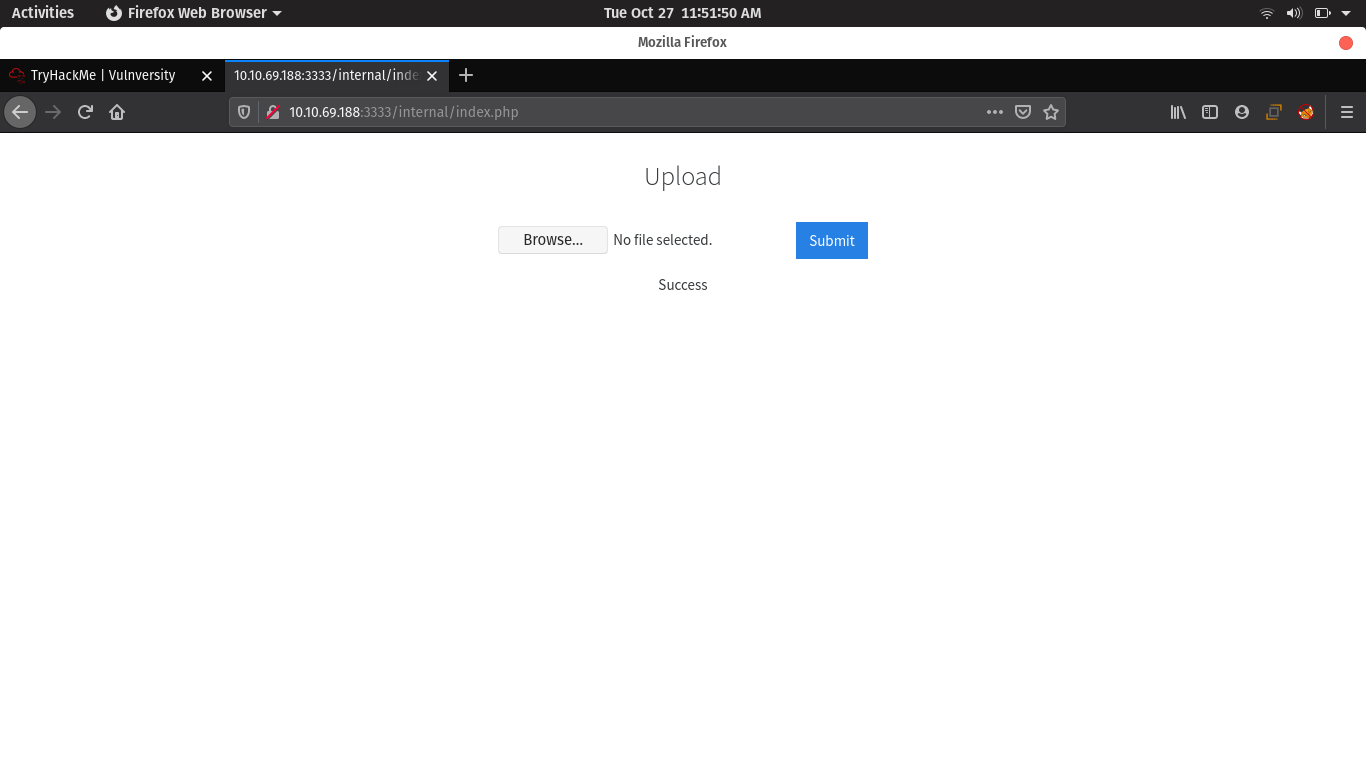 Activities Firefox Web Browser Tue Oct 27 11:51:50 AM
Mozilla Firefox
TryHackMe | Vulnversity 10.10.69.188:3333/internal/inde
10.10.69.188:3333/internal/index.php
Upload
Browse... No file selected. Submit
Success